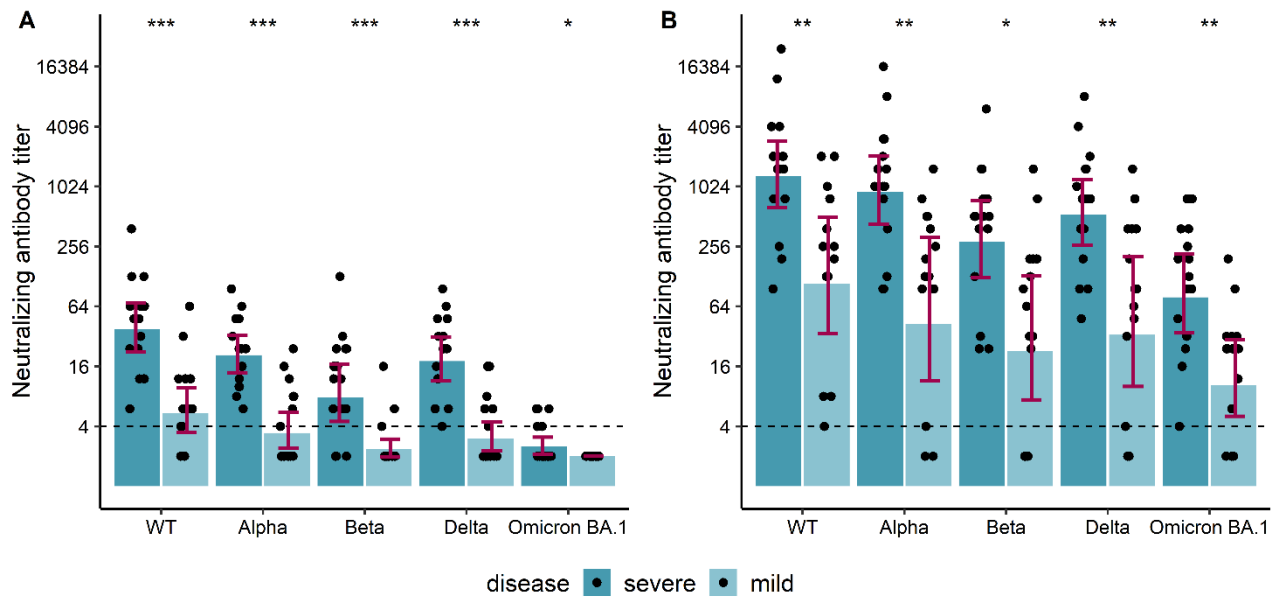 A
*** *** *** *** *
Neutralizing antibody titer
16384
4096
1024
256
64
16
4
WT Alpha Beta Delta Omicron BA.1
B
** ** * ** **
Neutralizing antibody titer
16384
4096
1024
256
64
16
4
WT Alpha Beta Delta Omicron BA.1
disease severe mild